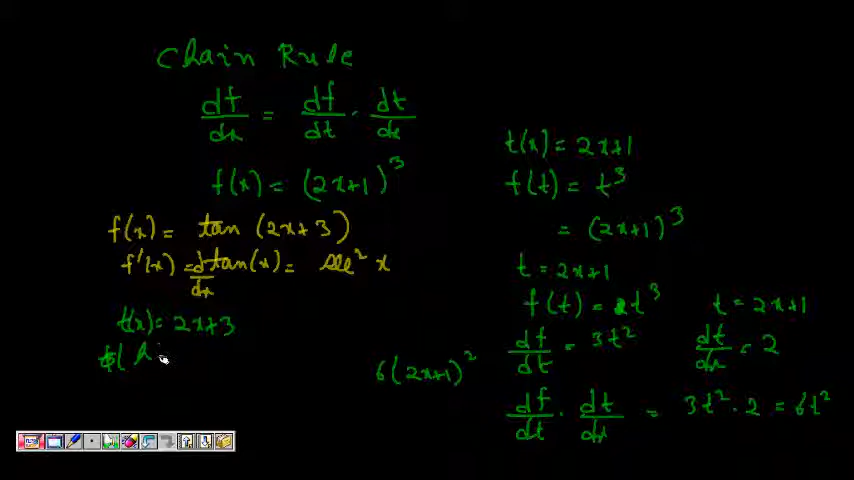 Chain Rule
df/dx = df/dt · dt/dx
f(x) = (2x+1)^3
f(x) = tan (2x+3)
f'(x) = d/dx tan(x) = sec^2 x
t(x) = 2x+3
t(x) = 2x+1
f(t) = t^3
= (2x+1)^3
t = 2x+1
f(t) = t^3 t = 2x+1
df/dt = 3t^2 dt/dx = 2
6(2x+1)^2
df/dt · dt/dx = 3t^2 · 2 = 6t^2